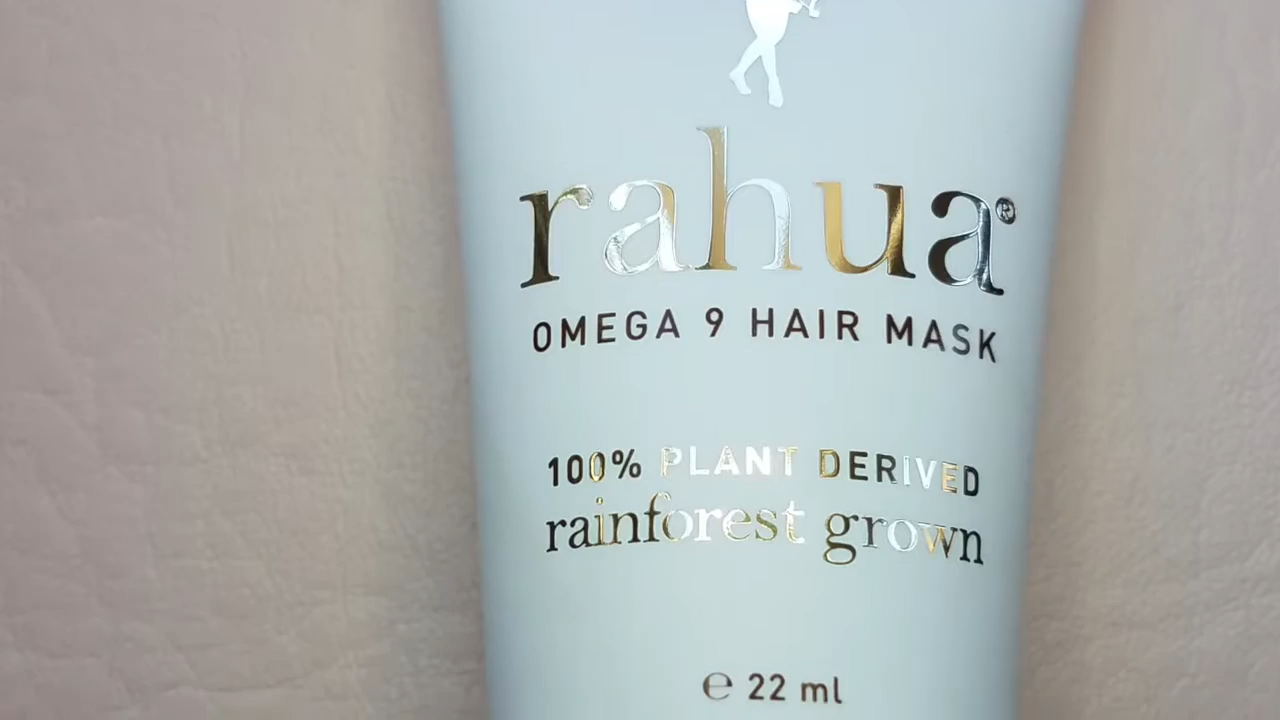 rahua®
OMEGA 9 HAIR MASK
100% PLANT DERIVED
rainforest grown
℮ 22 ml